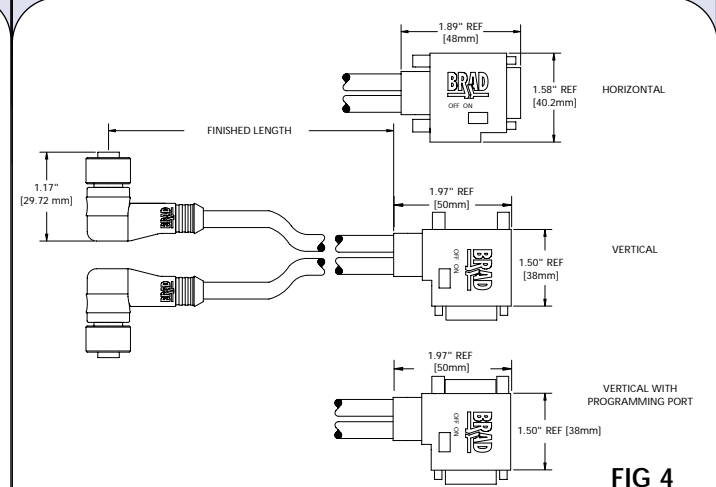 1.89" REF
[48mm]
BRAD
OFF ON
1.58" REF
[40.2mm]
HORIZONTAL
FINISHED LENGTH
1.17"
[29.72 mm]
BRAD
1.97" REF
[50mm]
OFF ON
BRAD
1.50" REF
[38mm]
VERTICAL
BRAD
1.97" REF
[50mm]
OFF ON
BRAD
1.50" REF [38mm]
VERTICAL WITH
PROGRAMMING PORT
FIG 4